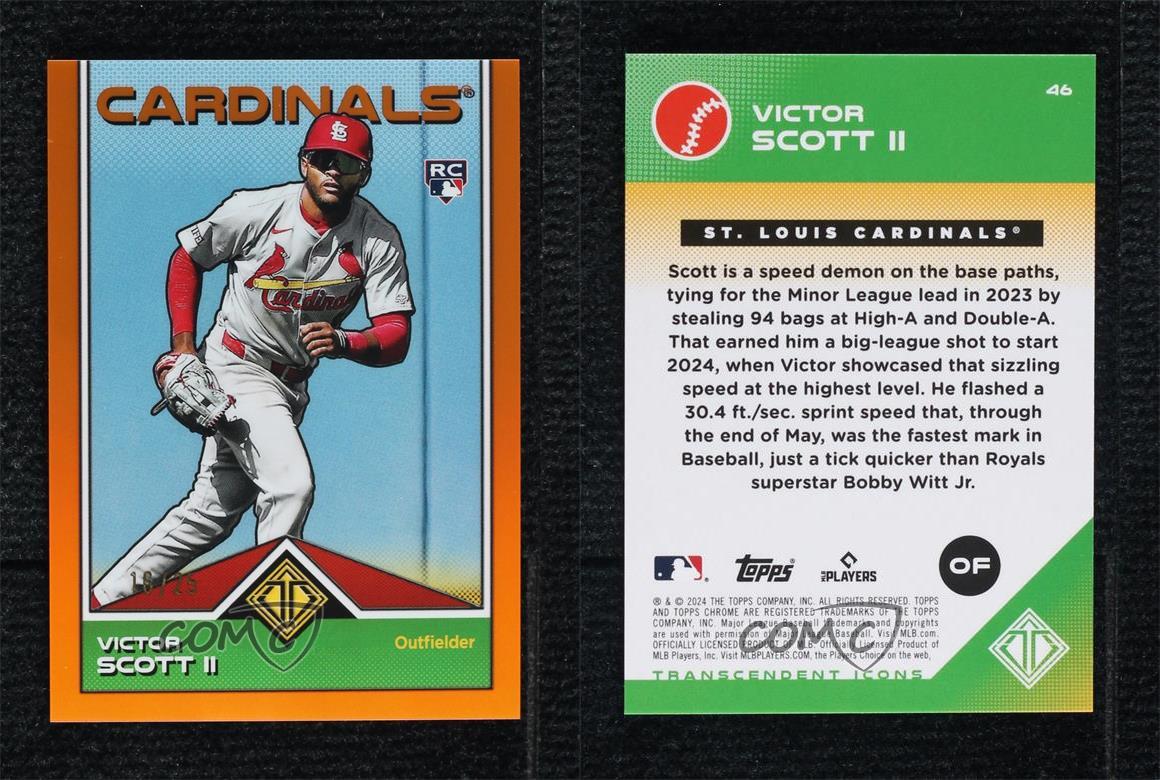 CARDINALS®
RC
Cardinals
18/25
VICTOR
SCOTT II
Outfielder
COMC
46
VICTOR
SCOTT II
ST. LOUIS CARDINALS®
Scott is a speed demon on the base paths,
tying for the Minor League lead in 2023 by
stealing 94 bags at High-A and Double-A.
That earned him a big-league shot to start
2024, when Victor showcased that sizzling
speed at the highest level. He flashed a
30.4 ft./sec. sprint speed that, through
the end of May, was the fastest mark in
Baseball, just a tick quicker than Royals
superstar Bobby Witt Jr.
Topps®
MLB PLAYERS
OF
® & © 2024 THE TOPPS COMPANY, INC. ALL RIGHTS RESERVED. TOPPS
AND TOPPS CHROME ARE REGISTERED TRADEMARKS OF THE TOPPS
COMPANY, INC. Major League Baseball trademarks and copyrights
are used with permission of Major League Baseball. Visit MLB.com.
OFFICIALLY LICENSED PRODUCT OF MLB. Officially Licensed Product of
MLB Players, Inc. Visit MLBPLAYERS.COM, the Players Choice on the web.
COMC
TRANSCENDENT ICONS